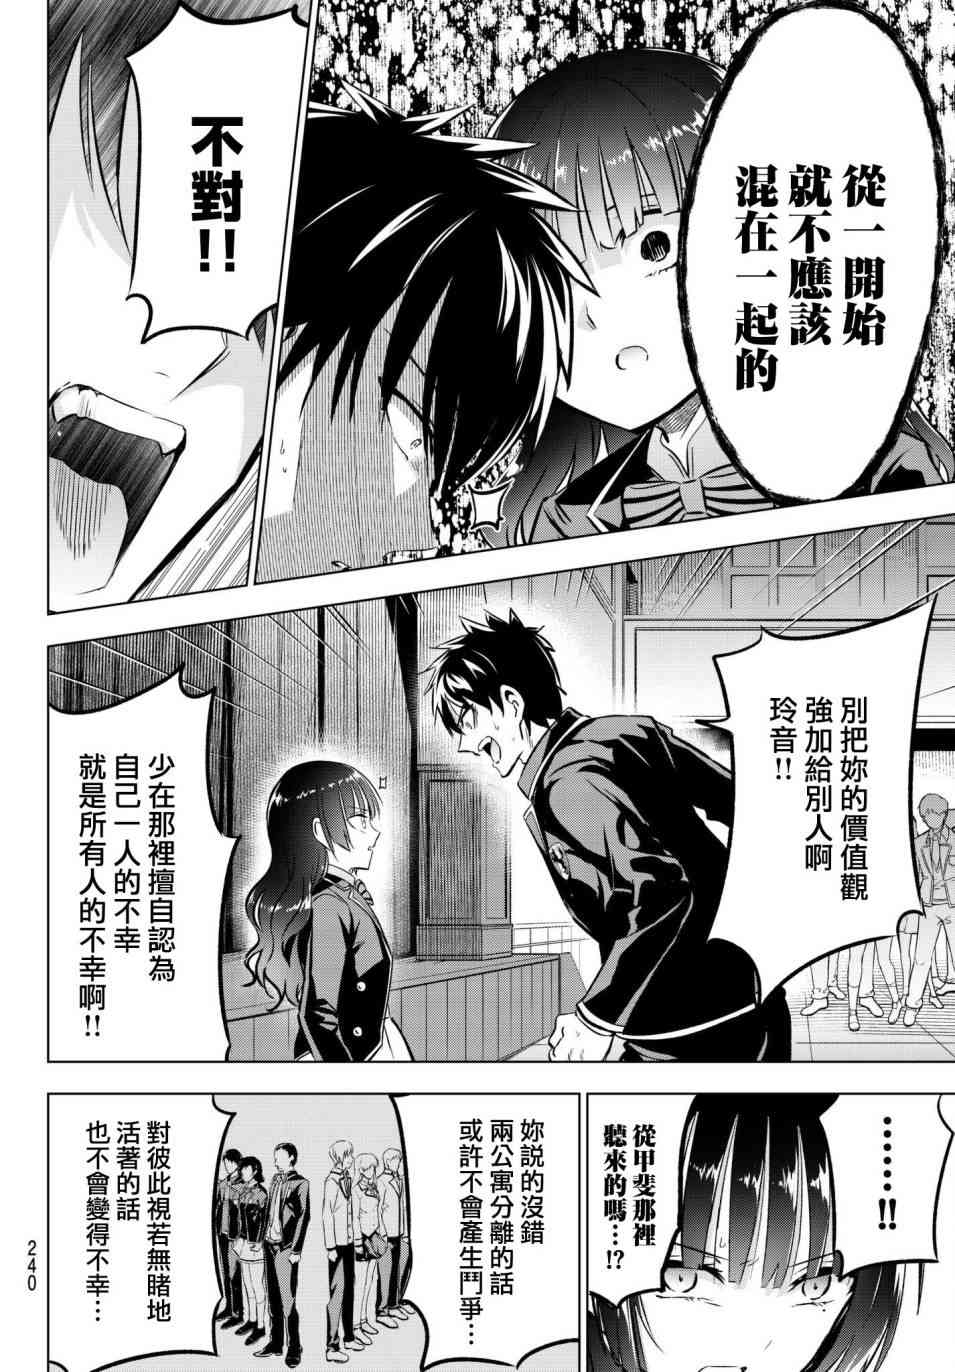 從一開始
就不應該
混在一起的
不對!!
別把妳的價值觀
強加給別人啊
玲音!!
少在那裡擅自認為
自己一人的不幸
就是所有人的不幸啊!!
……!!
從甲斐那裡
聽來的嗎…!?
妳説的沒錯
兩公寓分離的話
或許不會產生鬥爭…
對彼此視若無睹地
活著的話
也不會變得不幸…
240